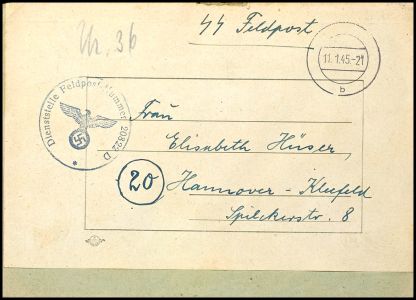 Nr. 36
SS Feldpost
11.1.45.-21
b
Dienststelle Feldpostnummer 20822 D
Frau
Elisabeth Hüser,
20 Hannover - Kleefeld
Spilckerstr. 8